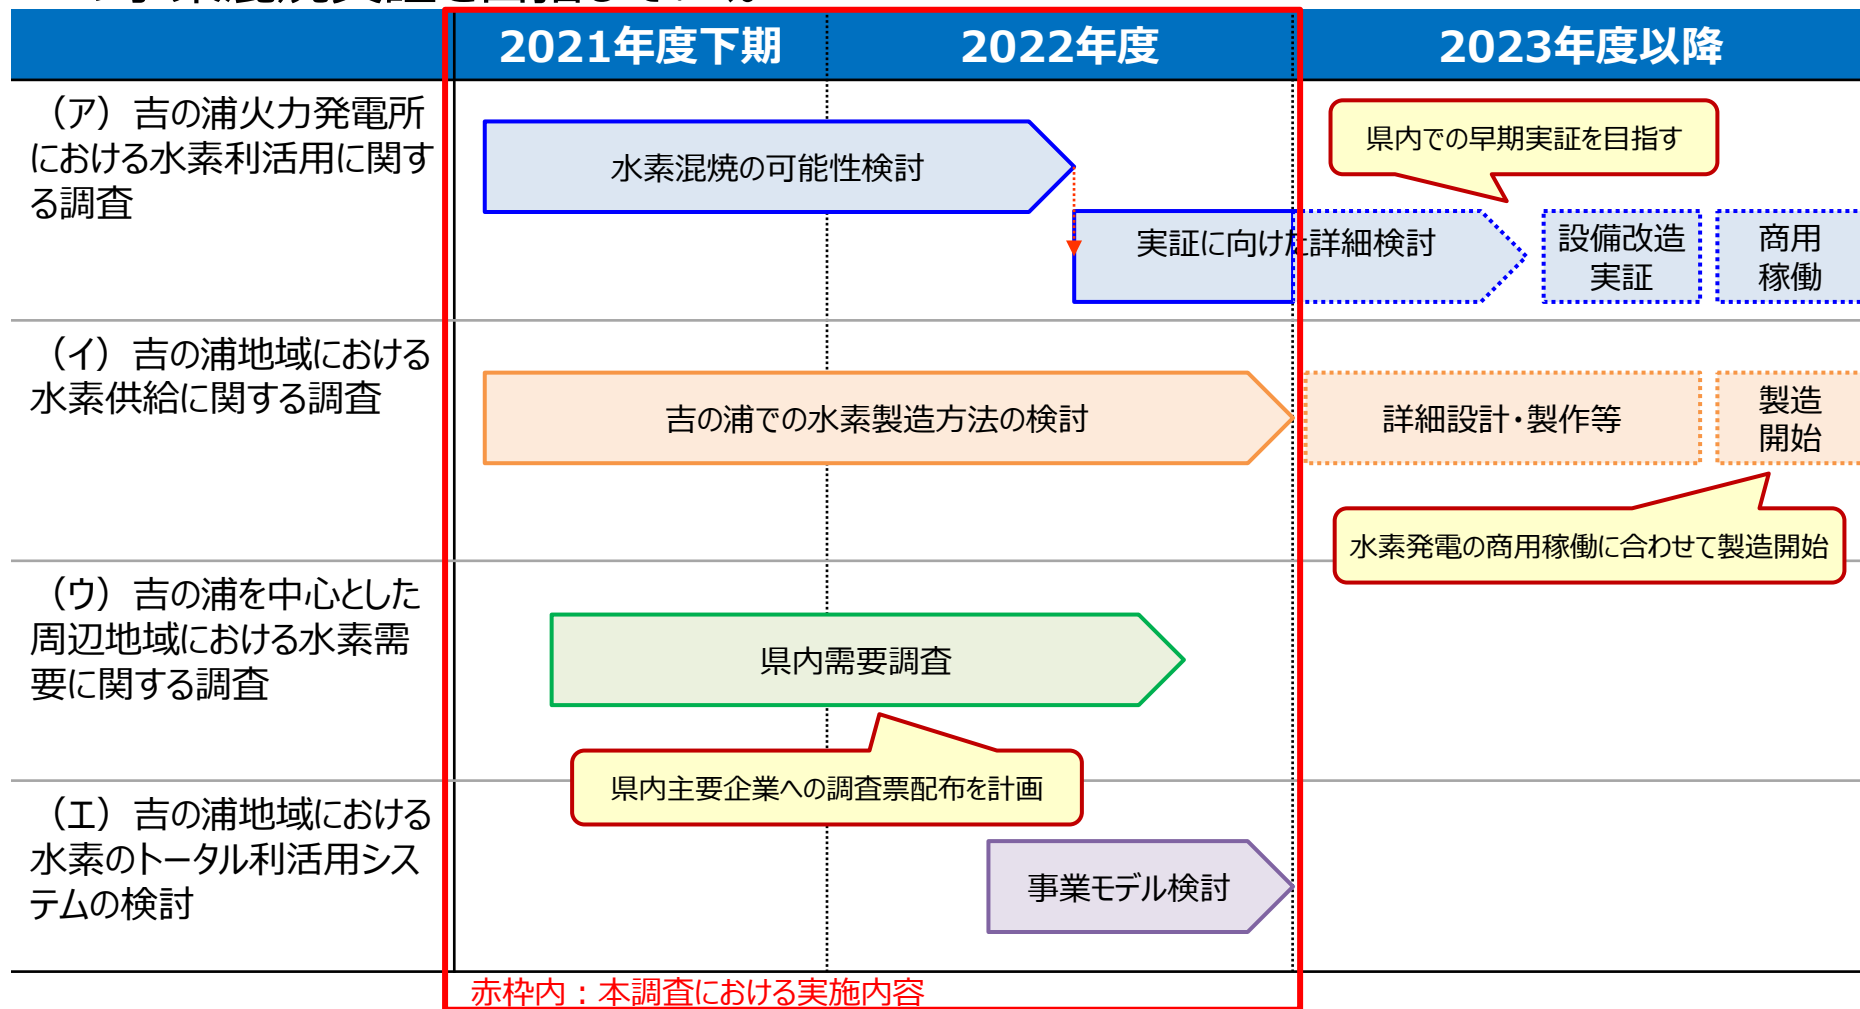 2021年度下期
2022年度
2023年度以降
（ア）吉の浦火力発電所
における水素利活用に関す
る調査
水素混焼の可能性検討
県内での早期実証を目指す
実証に向けた詳細検討
設備改造
実証
商用
稼働
（イ）吉の浦地域における
水素供給に関する調査
吉の浦での水素製造方法の検討
詳細設計・製作等
製造
開始
水素発電の商用稼働に合わせて製造開始
（ウ）吉の浦を中心とした
周辺地域における水素需
要に関する調査
県内需要調査
県内主要企業への調査票配布を計画
（エ）吉の浦地域における
水素のトータル利活用シス
テムの検討
事業モデル検討
赤枠内：本調査における実施内容